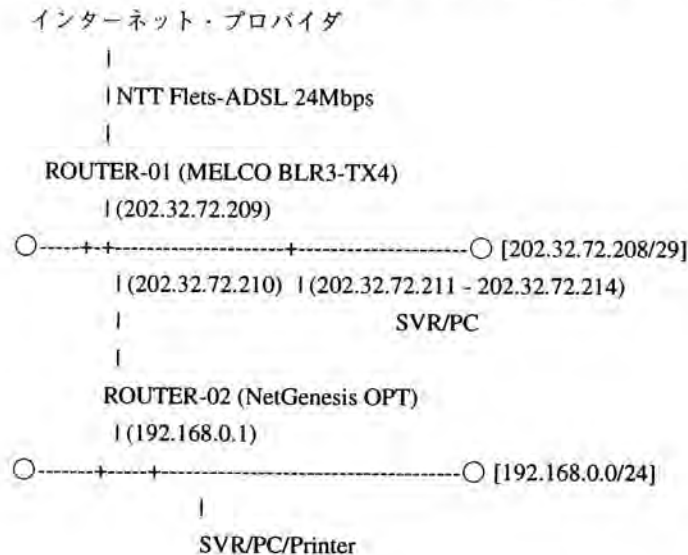 インターネット・プロバイダ
|
| NTT Flets-ADSL 24Mbps
|
ROUTER-01 (MELCO BLR3-TX4)
| (202.32.72.209)
○-----+-+---------------------+---------------------○ [202.32.72.208/29]
| (202.32.72.210) | (202.32.72.211 - 202.32.72.214)
| SVR/PC
|
ROUTER-02 (NetGenesis OPT)
| (192.168.0.1)
○-------+----+-----------------------------------○ [192.168.0.0/24]
|
SVR/PC/Printer